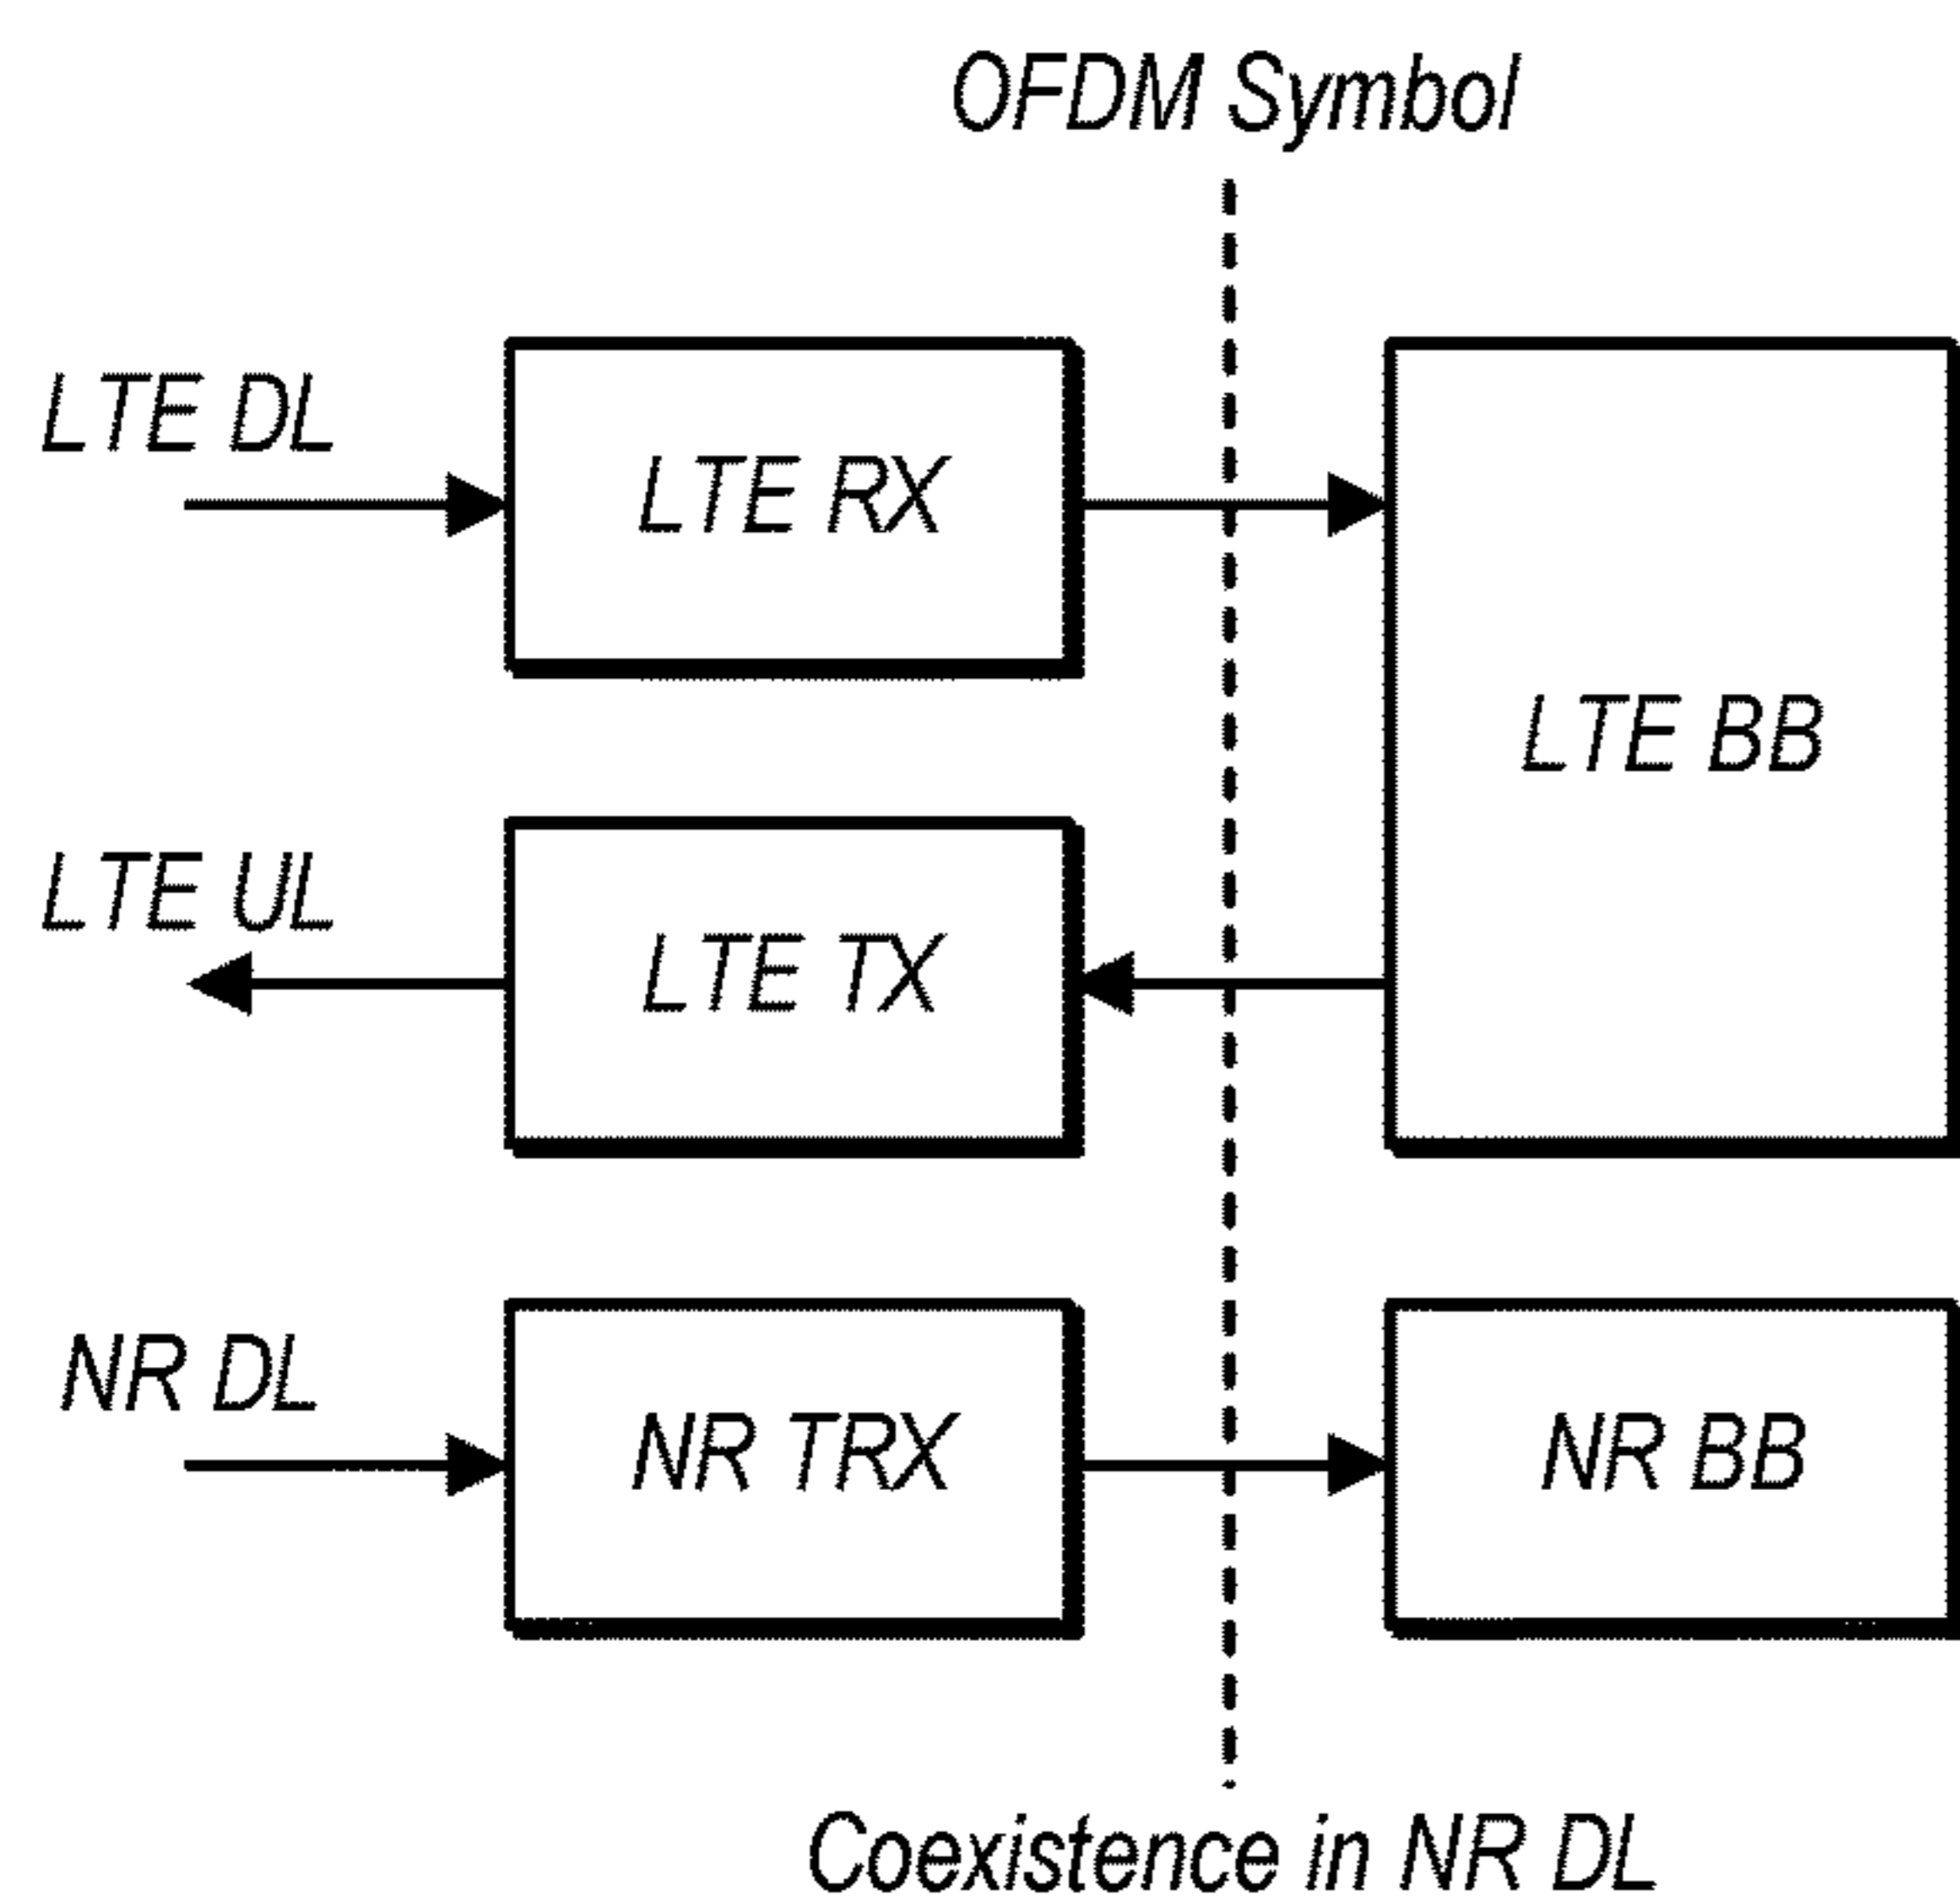 OFDM Symbol
LTE DL
LTE RX
LTE BB
LTE UL
LTE TX
NR DL
NR TRX
NR BB
Coexistence in NR DL